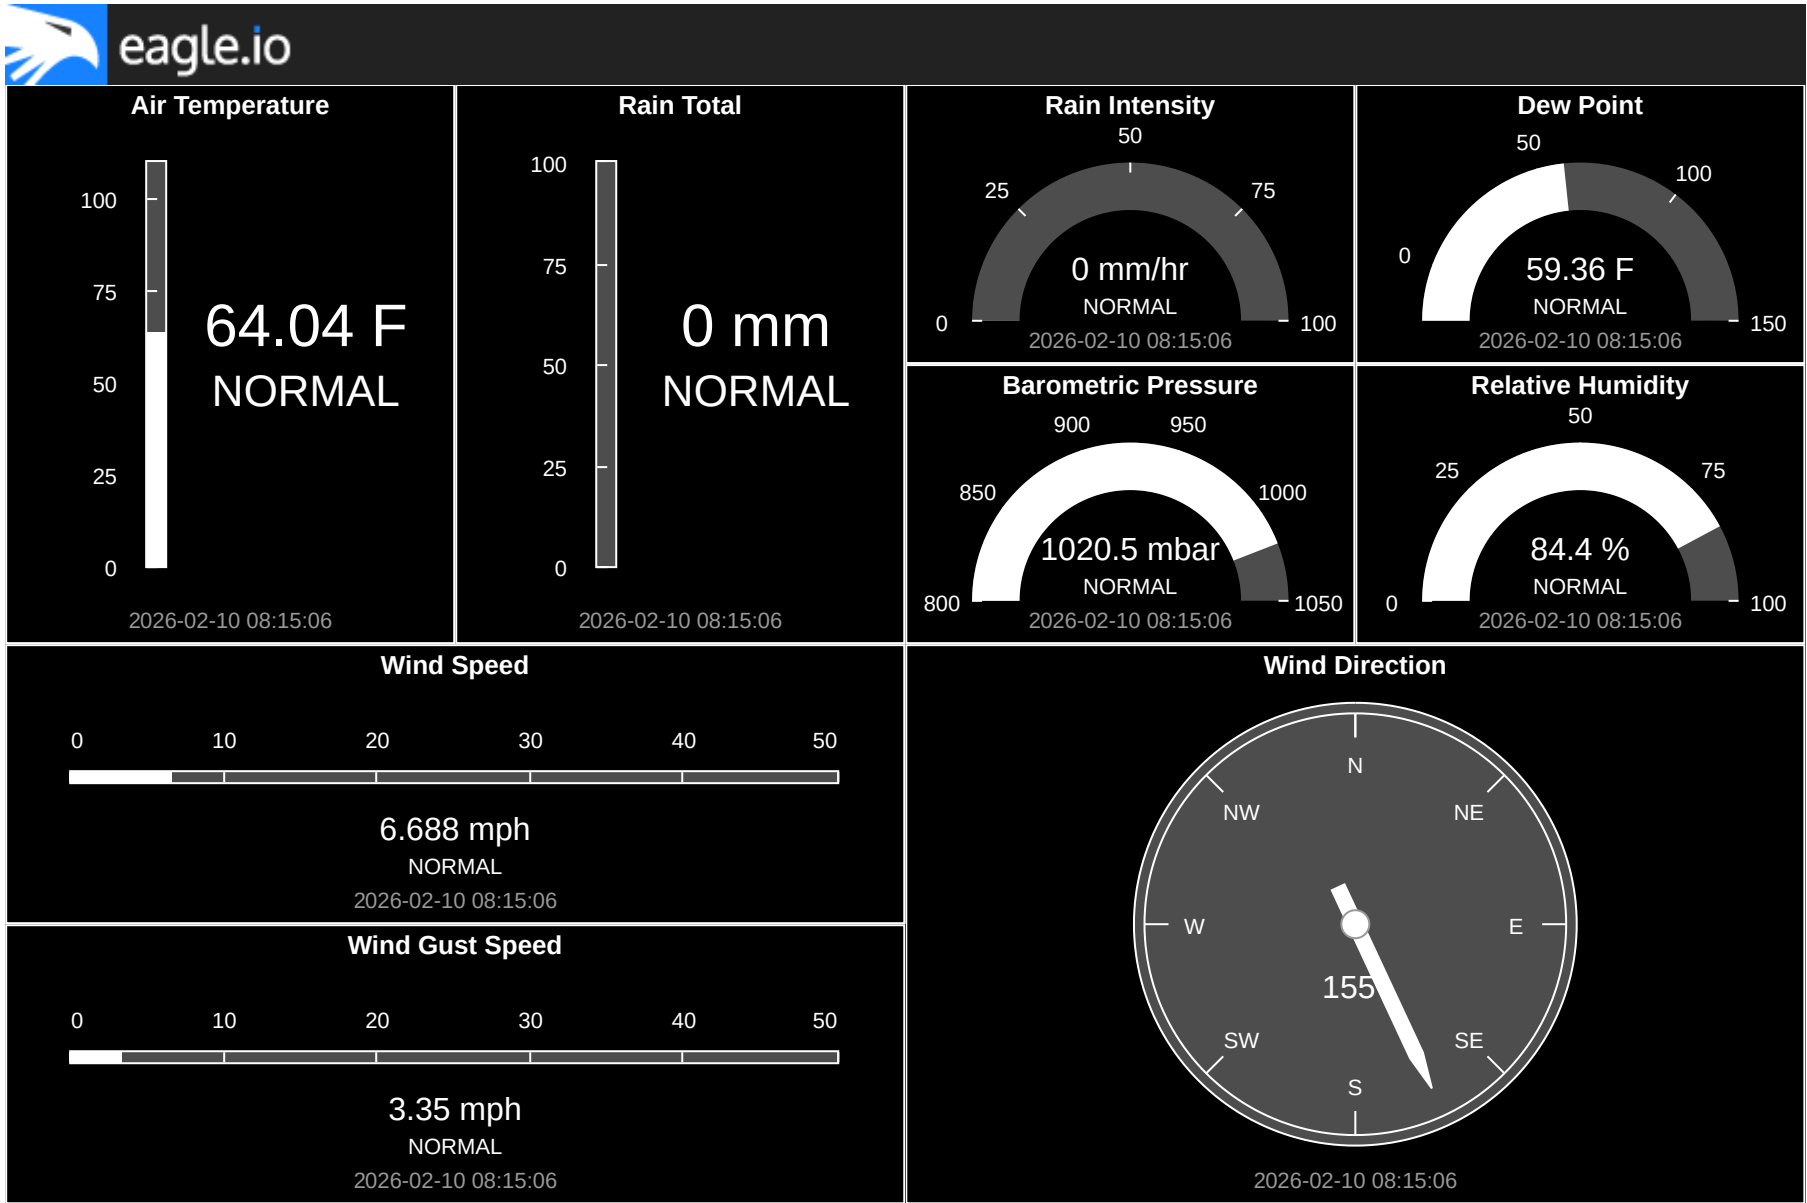 eagle.io
Air Temperature
100
75
50
25
0
64.04 F
NORMAL
2026-02-10 08:15:06
Rain Total
100
75
50
25
0
0 mm
NORMAL
2026-02-10 08:15:06
Rain Intensity
0
25
50
75
100
0 mm/hr
NORMAL
2026-02-10 08:15:06
Dew Point
0
50
100
150
59.36 F
NORMAL
2026-02-10 08:15:06
Barometric Pressure
800
850
900
950
1000
1050
1020.5 mbar
NORMAL
2026-02-10 08:15:06
Relative Humidity
0
25
50
75
100
84.4 %
NORMAL
2026-02-10 08:15:06
Wind Speed
0 10 20 30 40 50
6.688 mph
NORMAL
2026-02-10 08:15:06
Wind Gust Speed
0 10 20 30 40 50
3.35 mph
NORMAL
2026-02-10 08:15:06
Wind Direction
N
NW NE
W E
155
SW SE
S
2026-02-10 08:15:06